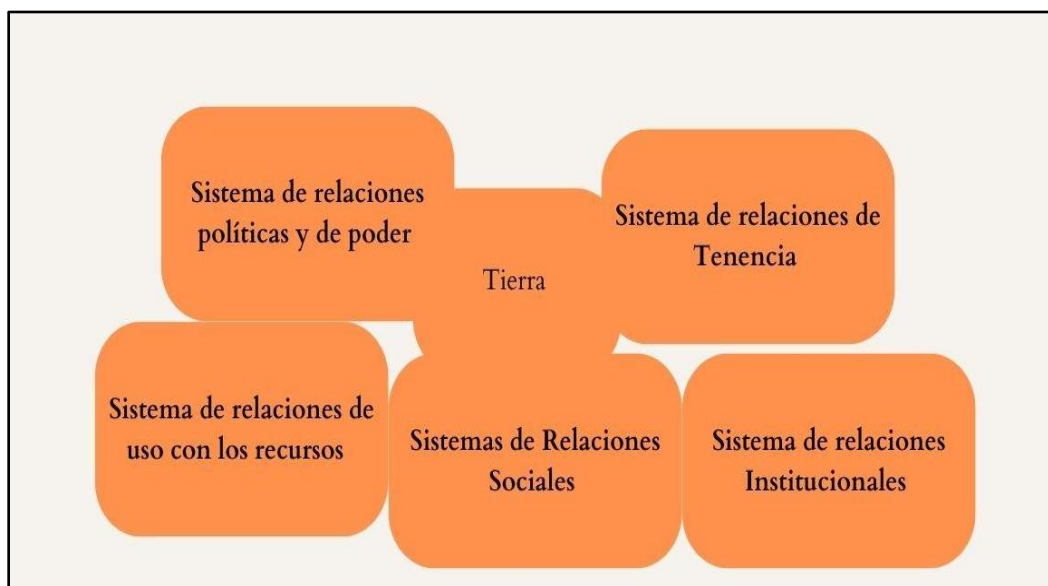 Sistema de relaciones
políticas y de poder
Sistema de relaciones de
Tenencia
Tierra
Sistema de relaciones de
uso con los recursos
Sistemas de Relaciones
Sociales
Sistema de relaciones
Institucionales